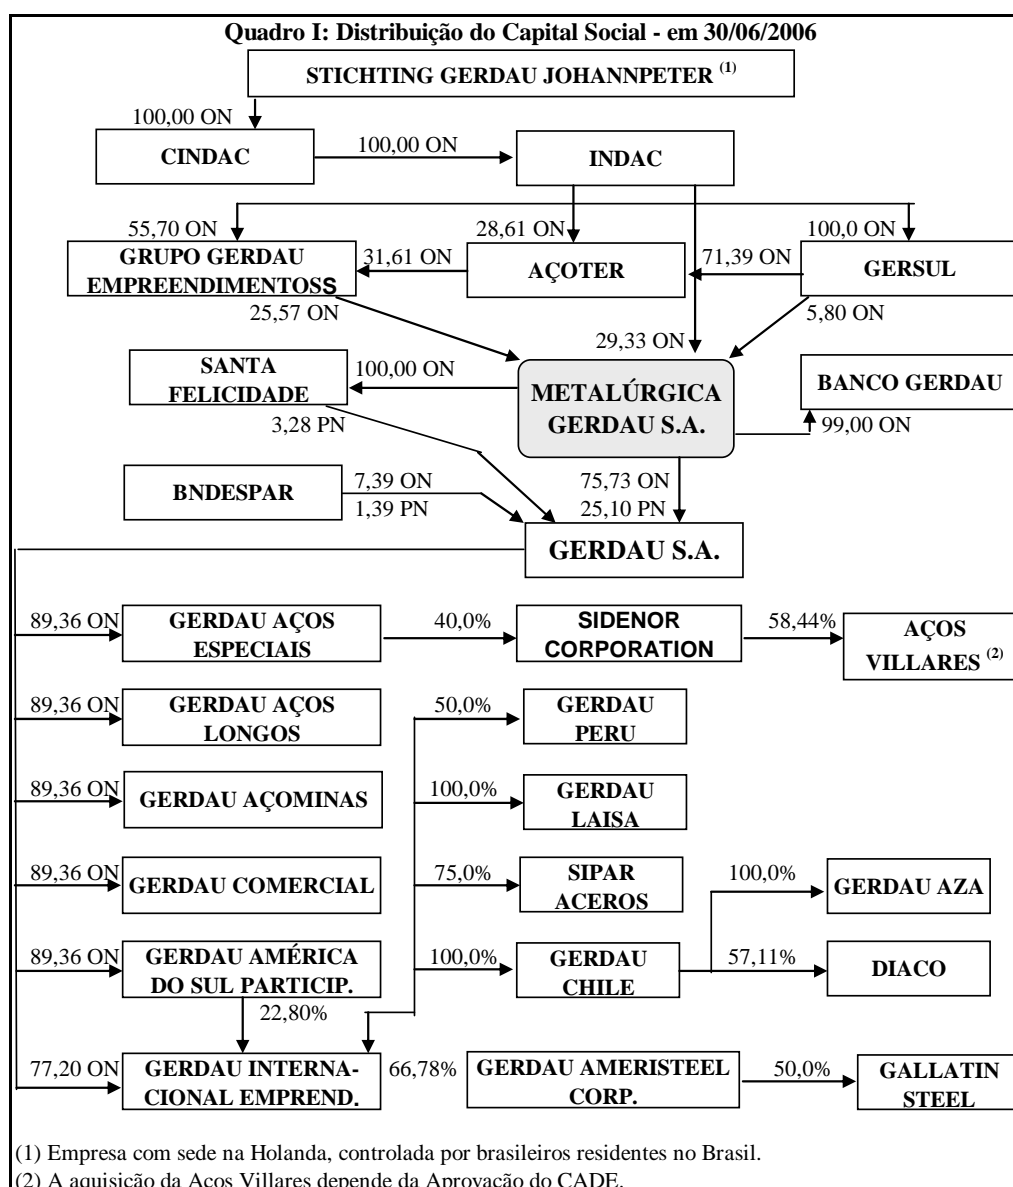 Quadro I: Distribuição do Capital Social - em 30/06/2006
STICHTING GERDAU JOHANNPETER (1)
100,00 ON
CINDAC
100,00 ON
INDAC
55,70 ON
28,61 ON
100,0 ON
GRUPO GERDAU
EMPREENDIMENTOSS
31,61 ON
AÇOTER
71,39 ON
GERSUL
25,57 ON
29,33 ON
5,80 ON
SANTA
FELICIDADE
100,00 ON
METALÚRGICA
GERDAU S.A.
BANCO GERDAU
3,28 PN
99,00 ON
BNDESPAR
7,39 ON
1,39 PN
75,73 ON
25,10 PN
GERDAU S.A.
89,36 ON
GERDAU AÇOS
ESPECIAIS
40,0%
SIDENOR
CORPORATION
58,44%
AÇOS
VILLARES (2)
89,36 ON
GERDAU AÇOS
LONGOS
50,0%
GERDAU
PERU
89,36 ON
GERDAU AÇOMINAS
100,0%
GERDAU
LAISA
89,36 ON
GERDAU COMERCIAL
75,0%
SIPAR
ACEROS
100,0%
GERDAU AZA
89,36 ON
GERDAU AMÉRICA
DO SUL PARTICIP.
100,0%
GERDAU
CHILE
57,11%
DIACO
22,80%
77,20 ON
GERDAU INTERNA-
CIONAL EMPREND.
66,78%
GERDAU AMERISTEEL
CORP.
50,0%
GALLATIN
STEEL
(1) Empresa com sede na Holanda, controlada por brasileiros residentes no Brasil.
(2) A aquisição da Aços Villares depende da Aprovação do CADE.